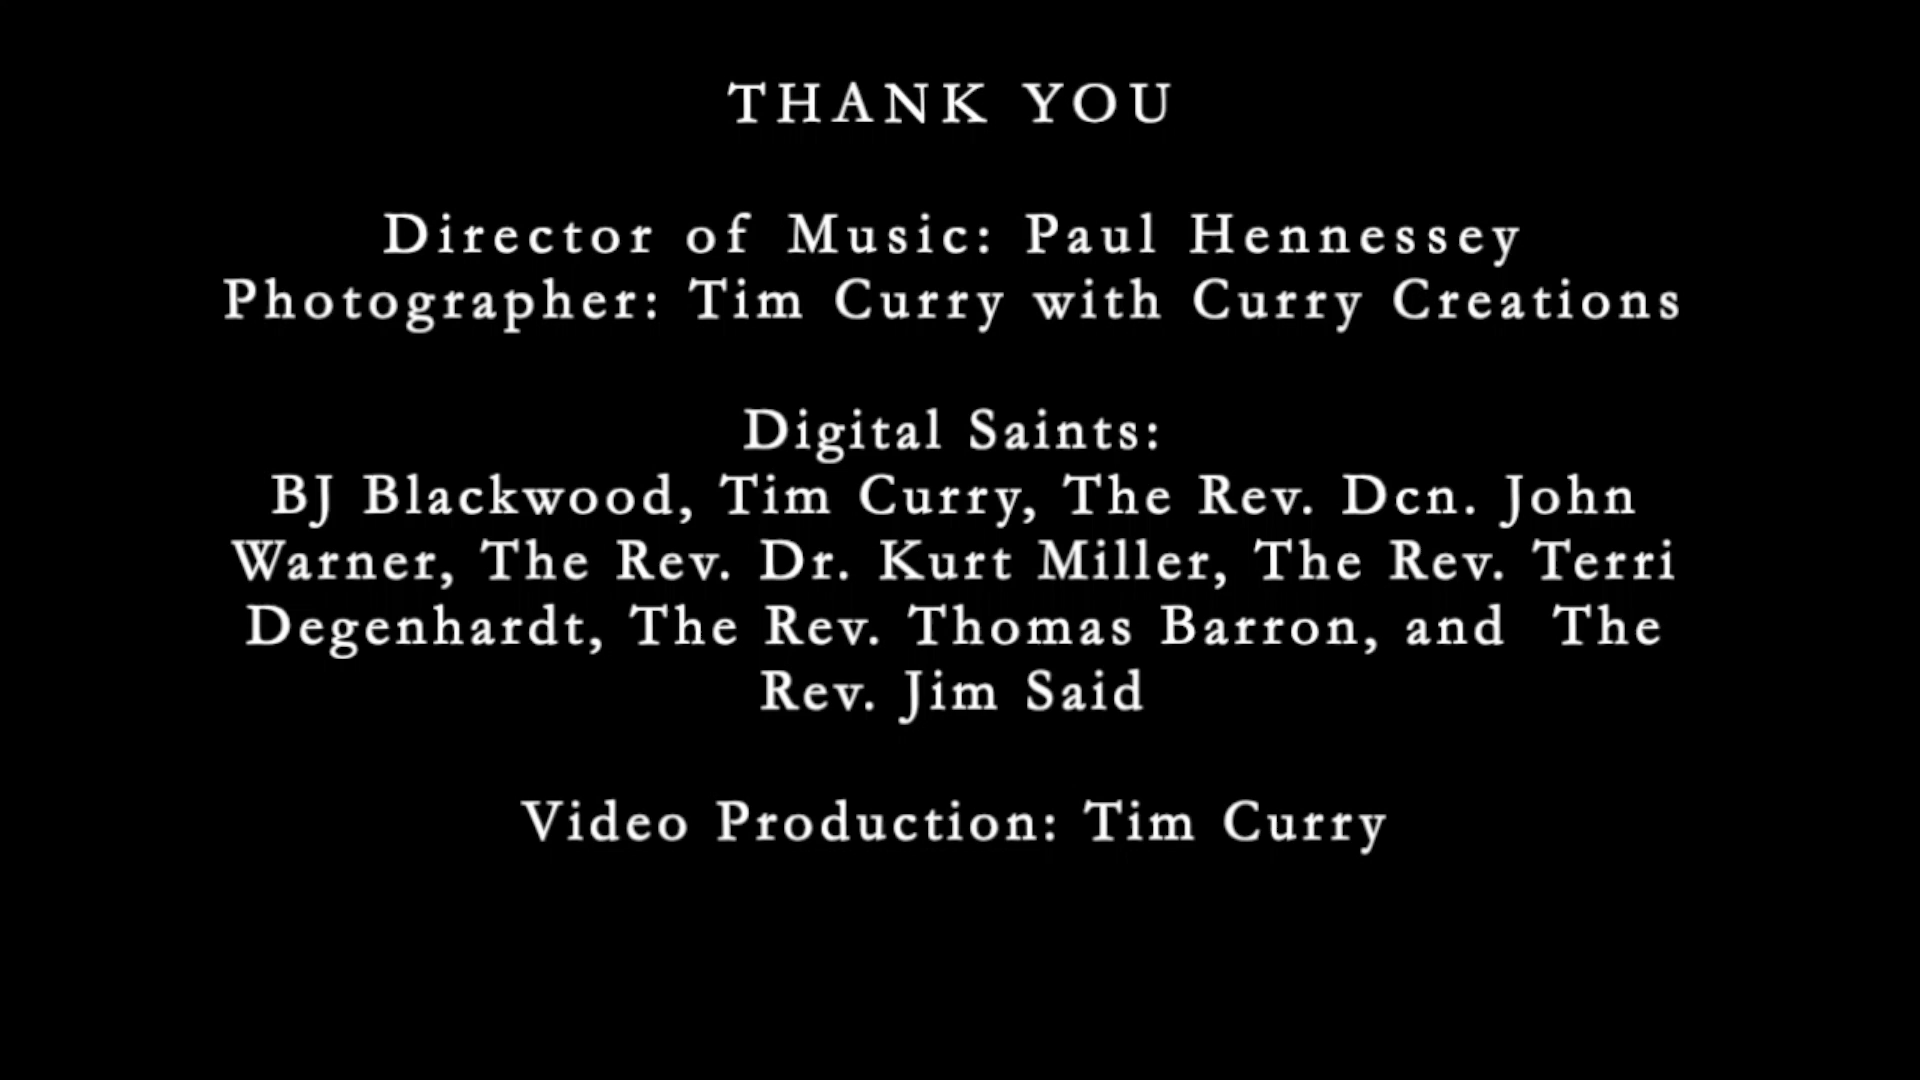 THANK YOU
Director of Music: Paul Hennessey
Photographer: Tim Curry with Curry Creations
Digital Saints:
BJ Blackwood, Tim Curry, The Rev. Dcn. John
Warner, The Rev. Dr. Kurt Miller, The Rev. Terri
Degenhardt, The Rev. Thomas Barron, and The
Rev. Jim Said
Video Production: Tim Curry